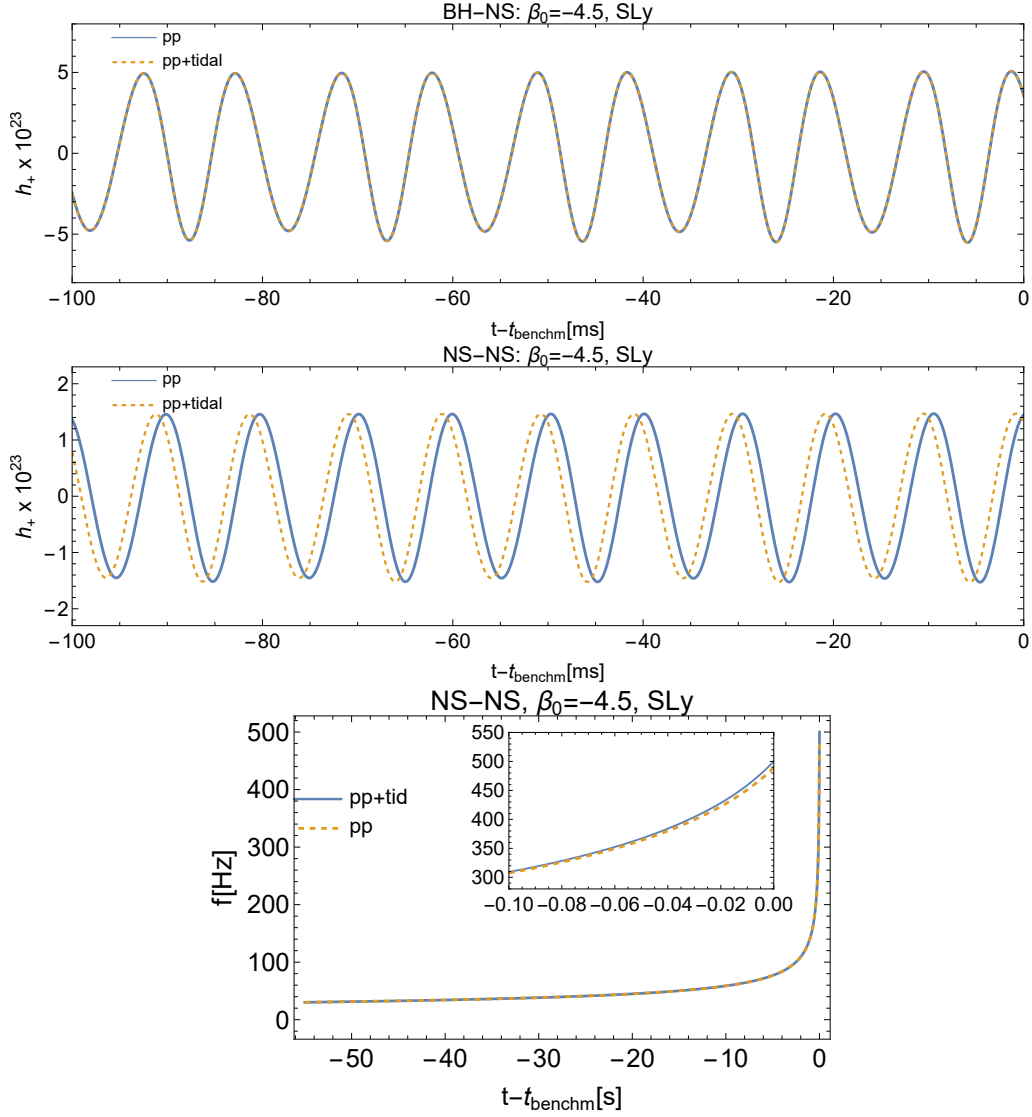 BH−NS: β₀=−4.5, SLy
pp
pp+tidal
h₊ x 10²³
5
0
−5
−100 −80 −60 −40 −20 0
t−t_benchm[ms]
NS−NS: β₀=−4.5, SLy
pp
pp+tidal
h₊ x 10²³
2
1
0
−1
−2
−100 −80 −60 −40 −20 0
t−t_benchm[ms]
NS−NS, β₀=−4.5, SLy
pp+tid
pp
f[Hz]
500
400
300
200
100
0
550
500
450
400
350
300
−0.10 −0.08 −0.06 −0.04 −0.02 0.00
−50 −40 −30 −20 −10 0
t−t_benchm[s]